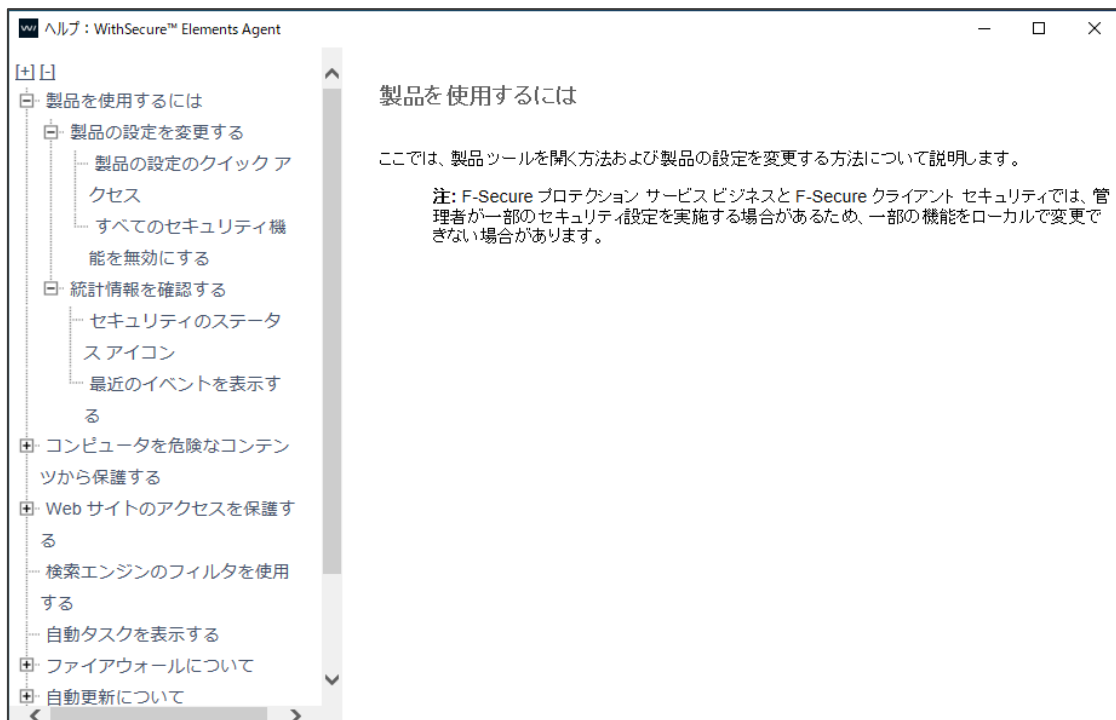 ヘルプ：WithSecure™ Elements Agent
[+] [-]
製品を使用するには
製品の設定を変更する
製品の設定のクイック ア
クセス
すべてのセキュリティ機
能を無効にする
統計情報を確認する
セキュリティのステータ
ス アイコン
最近のイベントを表示す
る
コンピュータを危険なコンテン
ツから保護する
Web サイトのアクセスを保護す
る
検索エンジンのフィルタを使用
する
自動タスクを表示する
ファイアウォールについて
自動更新について
製品を使用するには
ここでは、製品ツールを開く方法および製品の設定を変更する方法について説明します。
注: F-Secure プロテクション サービス ビジネスと F-Secure クライアント セキュリティでは、管
理者が一部のセキュリティ設定を実施する場合があるため、一部の機能をローカルで変更で
きない場合があります。